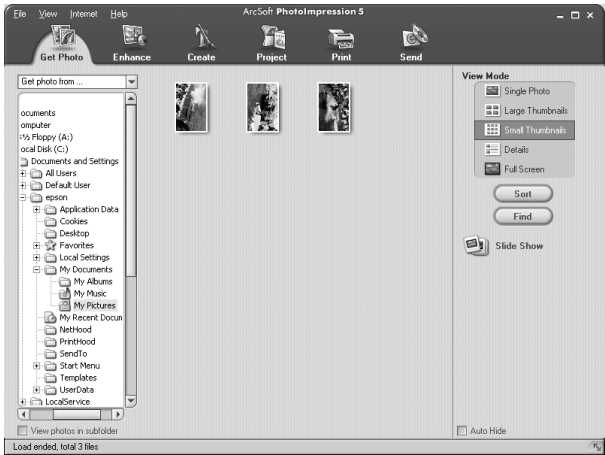 File View Internet Help
ArcSoft PhotoImpression 5
Get Photo Enhance Create Project Print Send
Get photo from ...
ocuments
omputer
3½ Floppy (A:)
ocal Disk (C:)
Documents and Settings
All Users
Default User
epson
Application Data
Cookies
Desktop
Favorites
Local Settings
My Documents
My Albums
My Music
My Pictures
My Recent Docun
NetHood
PrintHood
SendTo
Start Menu
Templates
UserData
LocalService
View photos in subfolder
View Mode
Single Photo
Large Thumbnails
Small Thumbnails
Details
Full Screen
Sort
Find
Slide Show
Auto Hide
Load ended, total 3 files